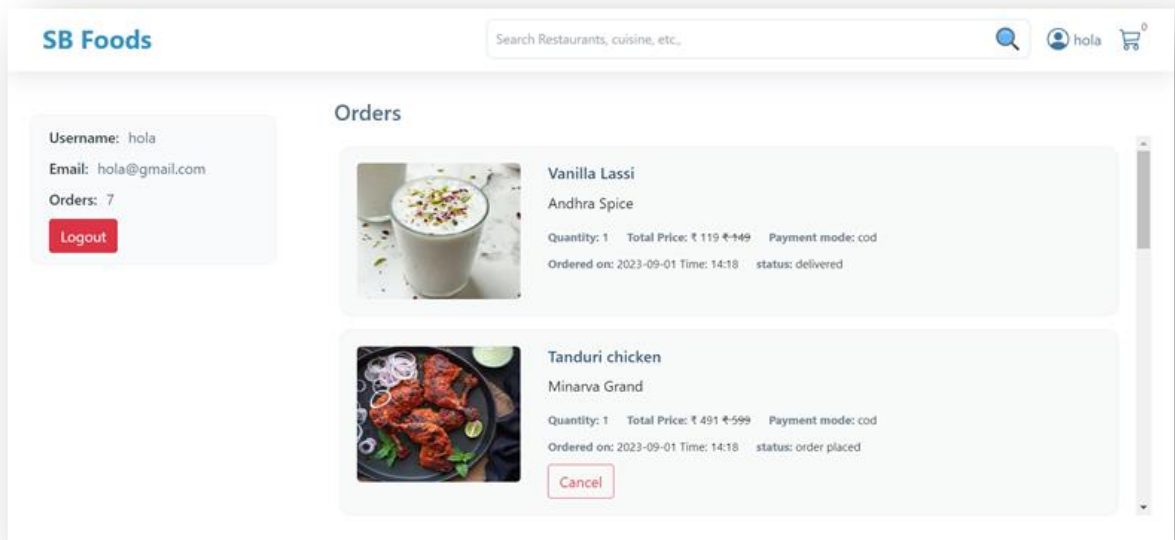 SB Foods
Search Restaurants, cuisine, etc.,
hola
0
Username: hola
Email: hola@gmail.com
Orders: 7
Logout
Orders
Vanilla Lassi
Andhra Spice
Quantity: 1 Total Price: ₹ 119 ₹ 149 Payment mode: cod
Ordered on: 2023-09-01 Time: 14:18 status: delivered
Tanduri chicken
Minarva Grand
Quantity: 1 Total Price: ₹ 491 ₹ 599 Payment mode: cod
Ordered on: 2023-09-01 Time: 14:18 status: order placed
Cancel